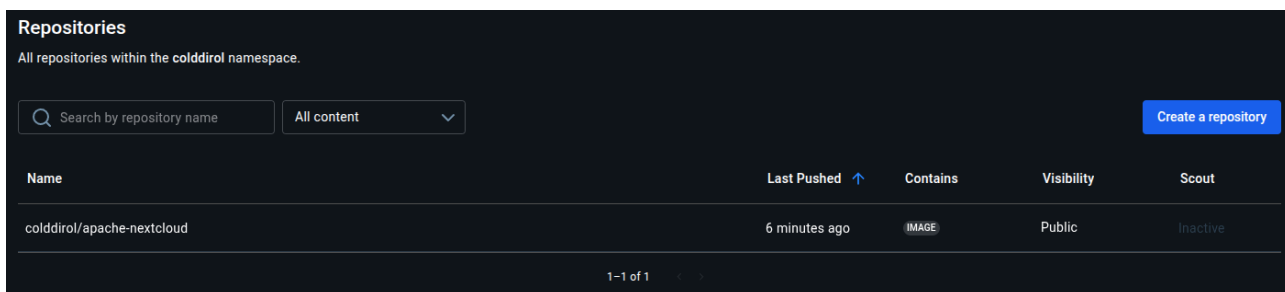 Repositories
All repositories within the colddirol namespace.
Search by repository name
All content
Create a repository
Name Last Pushed Contains Visibility Scout
colddirol/apache-nextcloud 6 minutes ago IMAGE Public Inactive
1–1 of 1